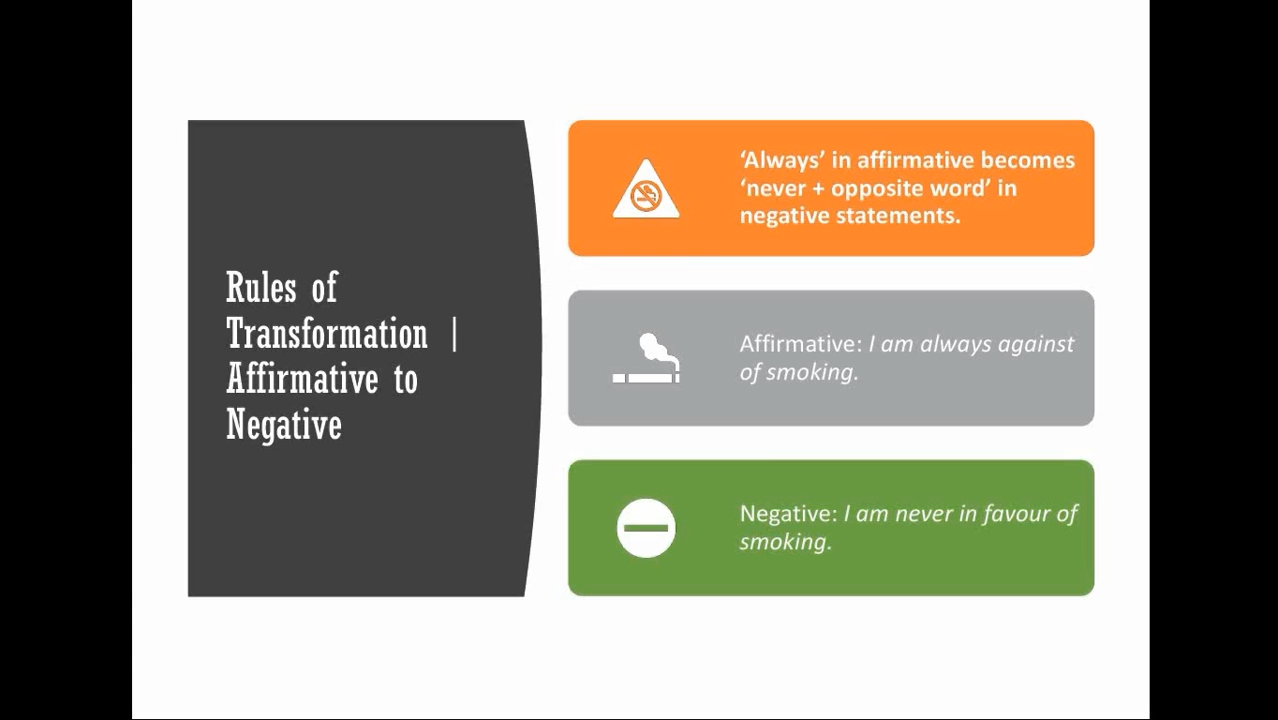 Rules of
Transformation |
Affirmative to
Negative
‘Always’ in affirmative becomes
‘never + opposite word’ in
negative statements.
Affirmative: I am always against
of smoking.
Negative: I am never in favour of
smoking.